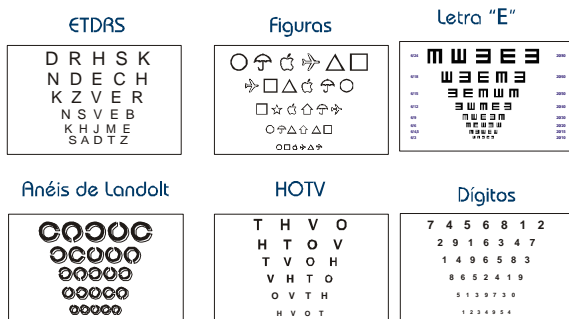 ETDRS
D R H S K
N D E C H
K Z V E R
N S V E B
K H J M E
S A D T Z
Figuras
Letra "E"
Anéis de Landolt
HOTV
T H V O
H T O V
T V O H
V H T O
O V T H
H V O T
Dígitos
7 4 5 6 8 1 2
2 9 1 6 3 4 7
1 4 9 6 5 8 3
8 6 5 2 4 1 9
5 1 3 9 7 3 0
1 2 3 4 9 5 4